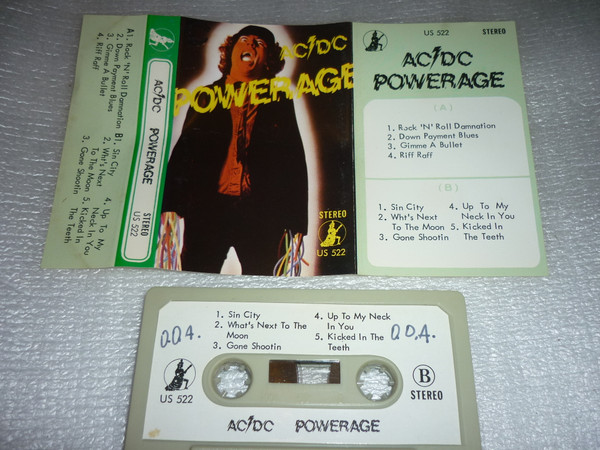 A1. Rock 'N' Roll Damnation
2. Down Payment Blues
3. Gimme A Bullet
4. Riff Raff
B1. Sin City
2. Wht's Next
To The Moon
3. Gone Shootin
4. Up To My
Neck In You
5. Kicked In
The Teeth
AC/DC POWERAGE
STEREO
US 522
AC/DC
POWERAGE
STEREO
US 522
US 522 STEREO
AC/DC
POWERAGE
(A)
1. Rock 'N' Roll Damnation
2. Down Payment Blues
3. Gimme A Bullet
4. Riff Raff
(B)
1. Sin City
2. Wht's Next
To The Moon
3. Gone Shootin
4. Up To My
Neck In You
5. Kicked In
The Teeth
1. Sin City
2. What's Next To The
Moon
3. Gone Shootin
4. Up To My Neck
In You
5. Kicked In The
Teeth
US 522
B
STEREO
AC/DC POWERAGE